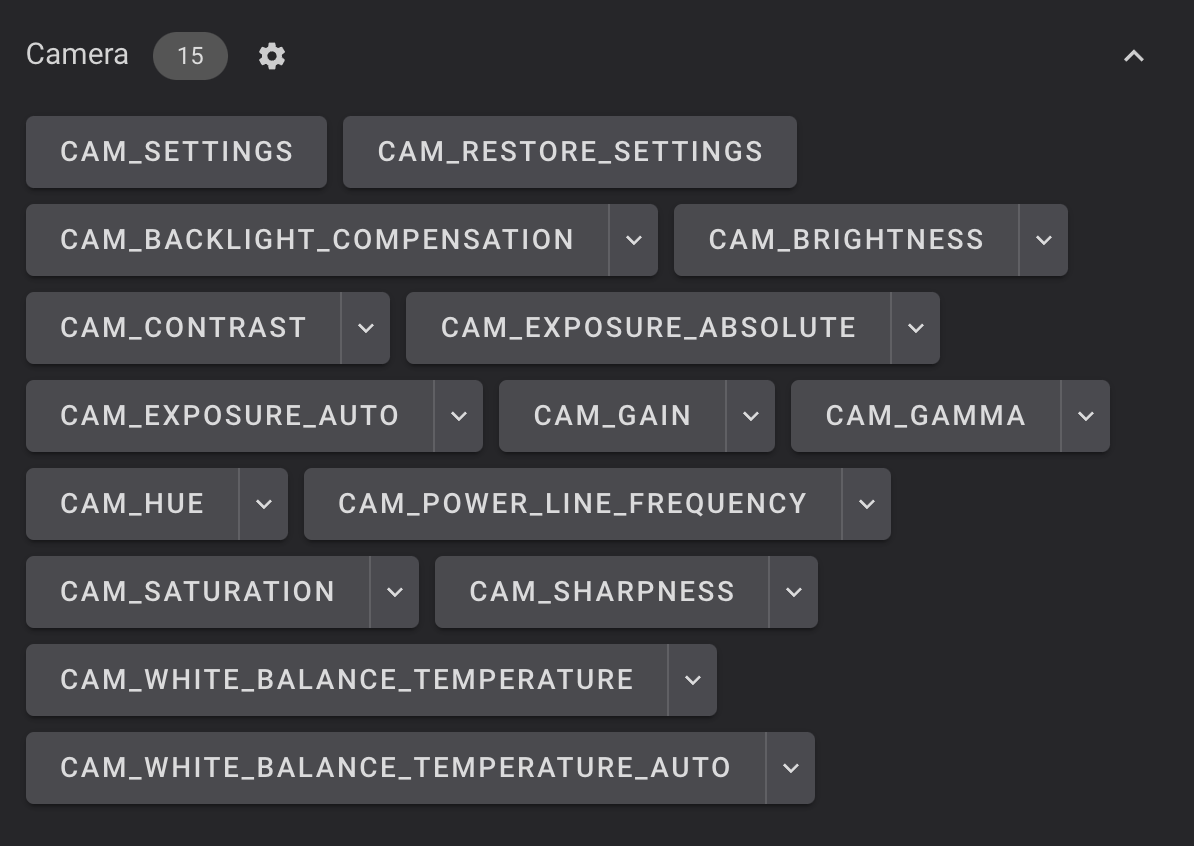 Camera 15
CAM_SETTINGS CAM_RESTORE_SETTINGS
CAM_BACKLIGHT_COMPENSATION CAM_BRIGHTNESS
CAM_CONTRAST CAM_EXPOSURE_ABSOLUTE
CAM_EXPOSURE_AUTO CAM_GAIN CAM_GAMMA
CAM_HUE CAM_POWER_LINE_FREQUENCY
CAM_SATURATION CAM_SHARPNESS
CAM_WHITE_BALANCE_TEMPERATURE
CAM_WHITE_BALANCE_TEMPERATURE_AUTO